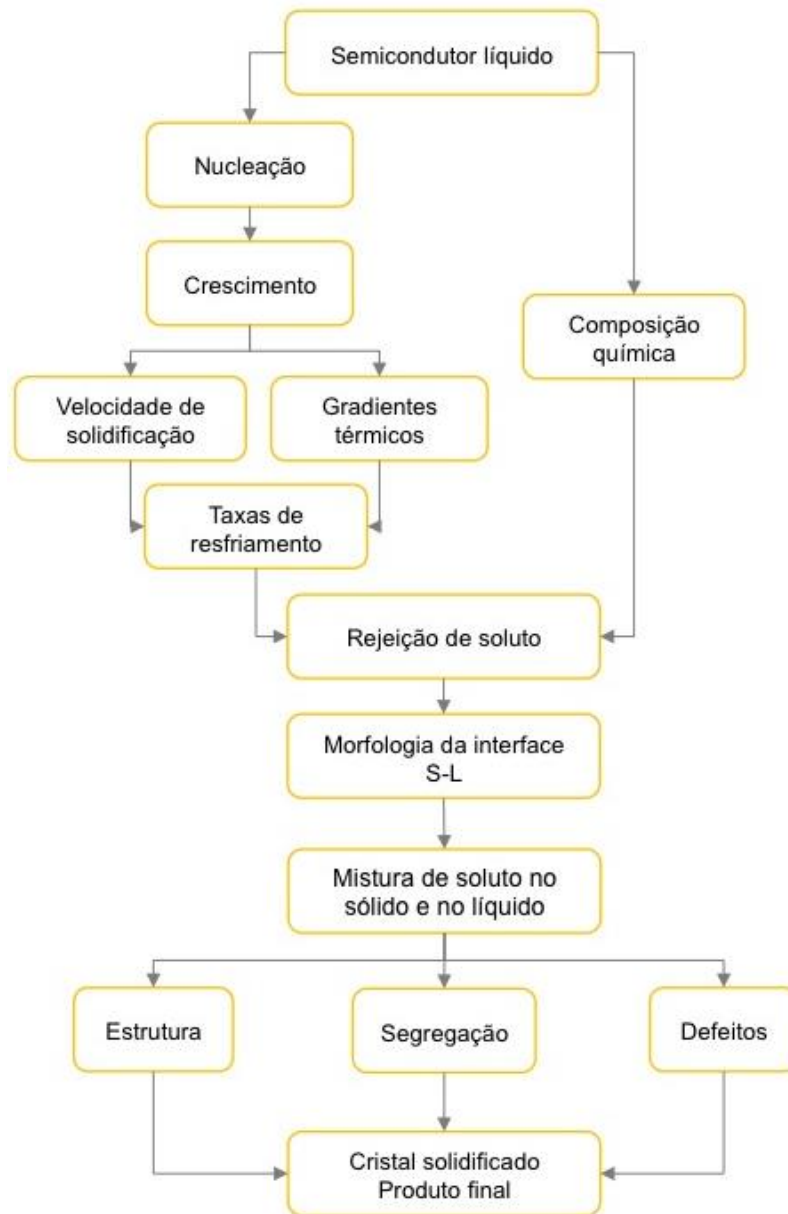 Semicondutor líquido
Nucleação
Crescimento
Composição
química
Velocidade de
solidificação
Gradientes
térmicos
Taxas de
resfriamento
Rejeição de soluto
Morfologia da interface
S-L
Mistura de soluto no
sólido e no líquido
Estrutura
Segregação
Defeitos
Cristal solidificado
Produto final